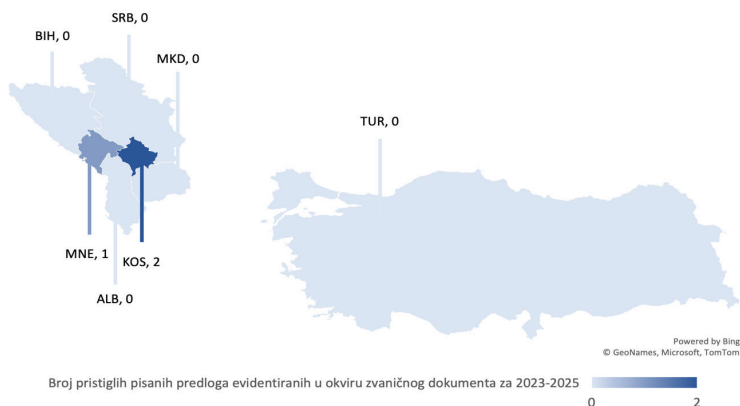 SRB, 0
BIH, 0
MKD, 0
TUR, 0
MNE, 1
KOS, 2
ALB, 0
Powered by Bing
© GeoNames, Microsoft, TomTom
Broj pristiglih pisanih predloga evidentiranih u okviru zvaničnog dokumenta za 2023-2025
0 2